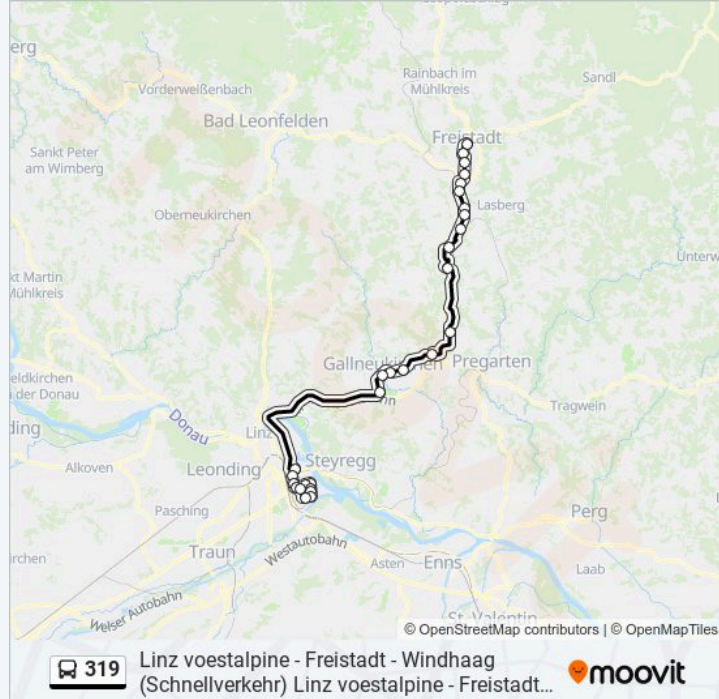 erg
Rainbach im
Mühlkreis
Sandl
Vorderweißenbach
Bad Leonfelden
Freistadt
Sankt Peter
am Wimberg
Lasberg
Oberneukirchen
Unterw
kt Martin
Mühlkreis
Gallneukirchen
Pregarten
eldkirchen
der Donau
Tragwein
Donau
ding
Linz
Steyregg
Leonding
Alkoven
Perg
Pasching
Westautobahn
Traun
Enns
Asten
Laab
irchen
Welser Autobahn
St. Valentin
© OpenStreetMap contributors | © OpenMapTiles
319
Linz voestalpine - Freistadt - Windhaag
(Schnellverkehr) Linz voestalpine - Freistadt...
moovit